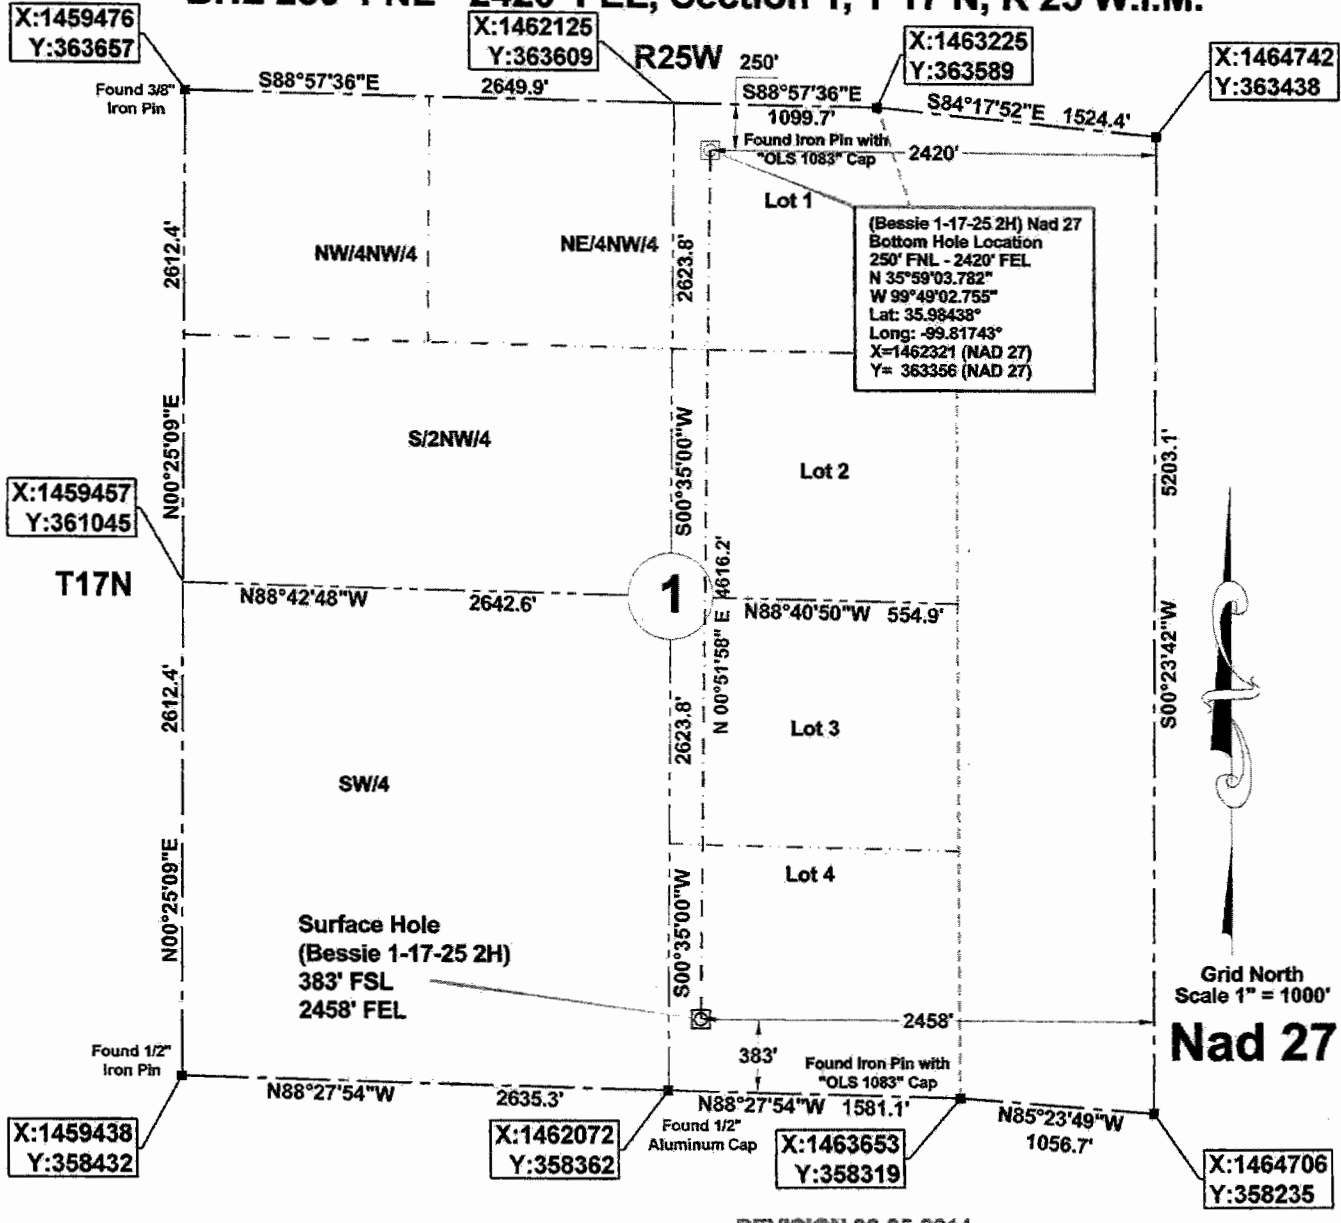 BHL 250' FNL - 2420' FEL, Section 1, T 17 N, R 25 W.I.M.
X:1459476
Y:363657
X:1462125
Y:363609
R25W
250'
X:1463225
Y:363589
X:1464742
Y:363438
Found 3/8"
Iron Pin
S88°57'36"E
2649.9'
S88°57'36"E
1099.7'
S84°17'52"E 1524.4'
Found Iron Pin with
"OLS 1083" Cap
2420'
Lot 1
(Bessie 1-17-25 2H) Nad 27
Bottom Hole Location
250' FNL - 2420' FEL
N 35°59'03.782"
W 99°49'02.755"
Lat: 35.98438°
Long: -99.81743°
X=1462321 (NAD 27)
Y= 363356 (NAD 27)
2612.4'
NW/4NW/4
NE/4NW/4
2623.8'
N00°25'09"E
S/2NW/4
S00°35'00"W
Lot 2
5203.1'
X:1459457
Y:361045
T17N
N88°42'48"W
2642.6'
1
N 00°51'58" E 4616.2'
N88°40'50"W 554.9'
S00°23'42"W
2612.4'
2623.8'
Lot 3
SW/4
N00°25'09"E
S00°35'00"W
Lot 4
Surface Hole
(Bessie 1-17-25 2H)
383' FSL
2458' FEL
Grid North
Scale 1" = 1000'
Nad 27
2458'
383'
Found 1/2"
Iron Pin
Found Iron Pin with
"OLS 1083" Cap
N88°27'54"W
2635.3'
N88°27'54"W 1581.1'
N85°23'49"W
1056.7'
Found 1/2"
Aluminum Cap
X:1459438
Y:358432
X:1462072
Y:358362
X:1463653
Y:358319
X:1464706
Y:358235